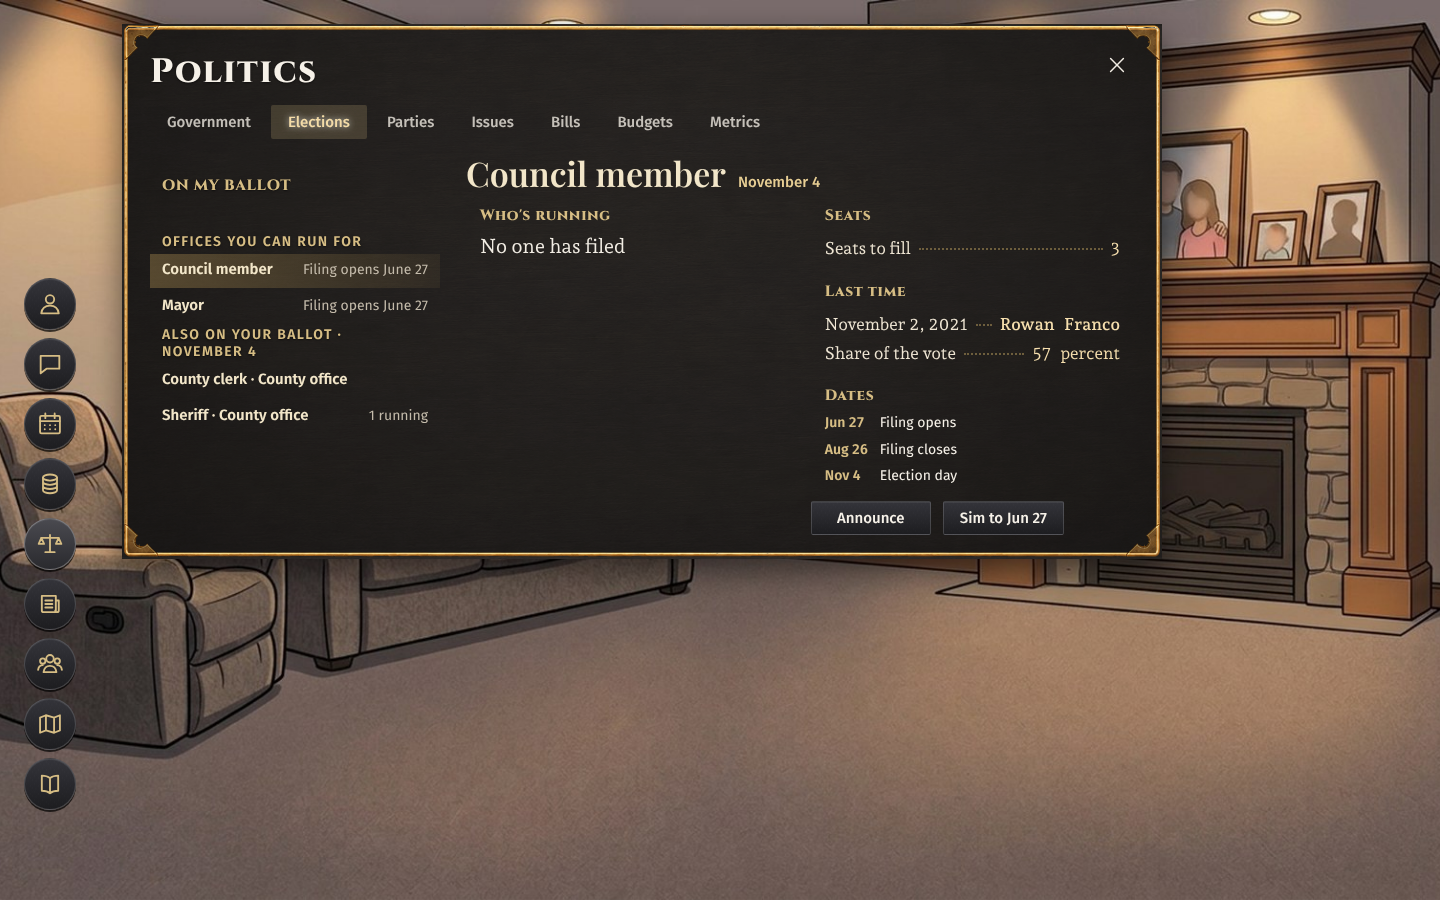 Politics
Government Elections Parties Issues Bills Budgets Metrics
On my ballot
OFFICES YOU CAN RUN FOR
Council member Filing opens June 27
Mayor Filing opens June 27
ALSO ON YOUR BALLOT ·
NOVEMBER 4
County clerk · County office
Sheriff · County office 1 running
Council member November 4
Who's running
No one has filed
Seats
Seats to fill 3
Last time
November 2, 2021 Rowan Franco
Share of the vote 57 percent
Dates
Jun 27 Filing opens
Aug 26 Filing closes
Nov 4 Election day
Announce Sim to Jun 27